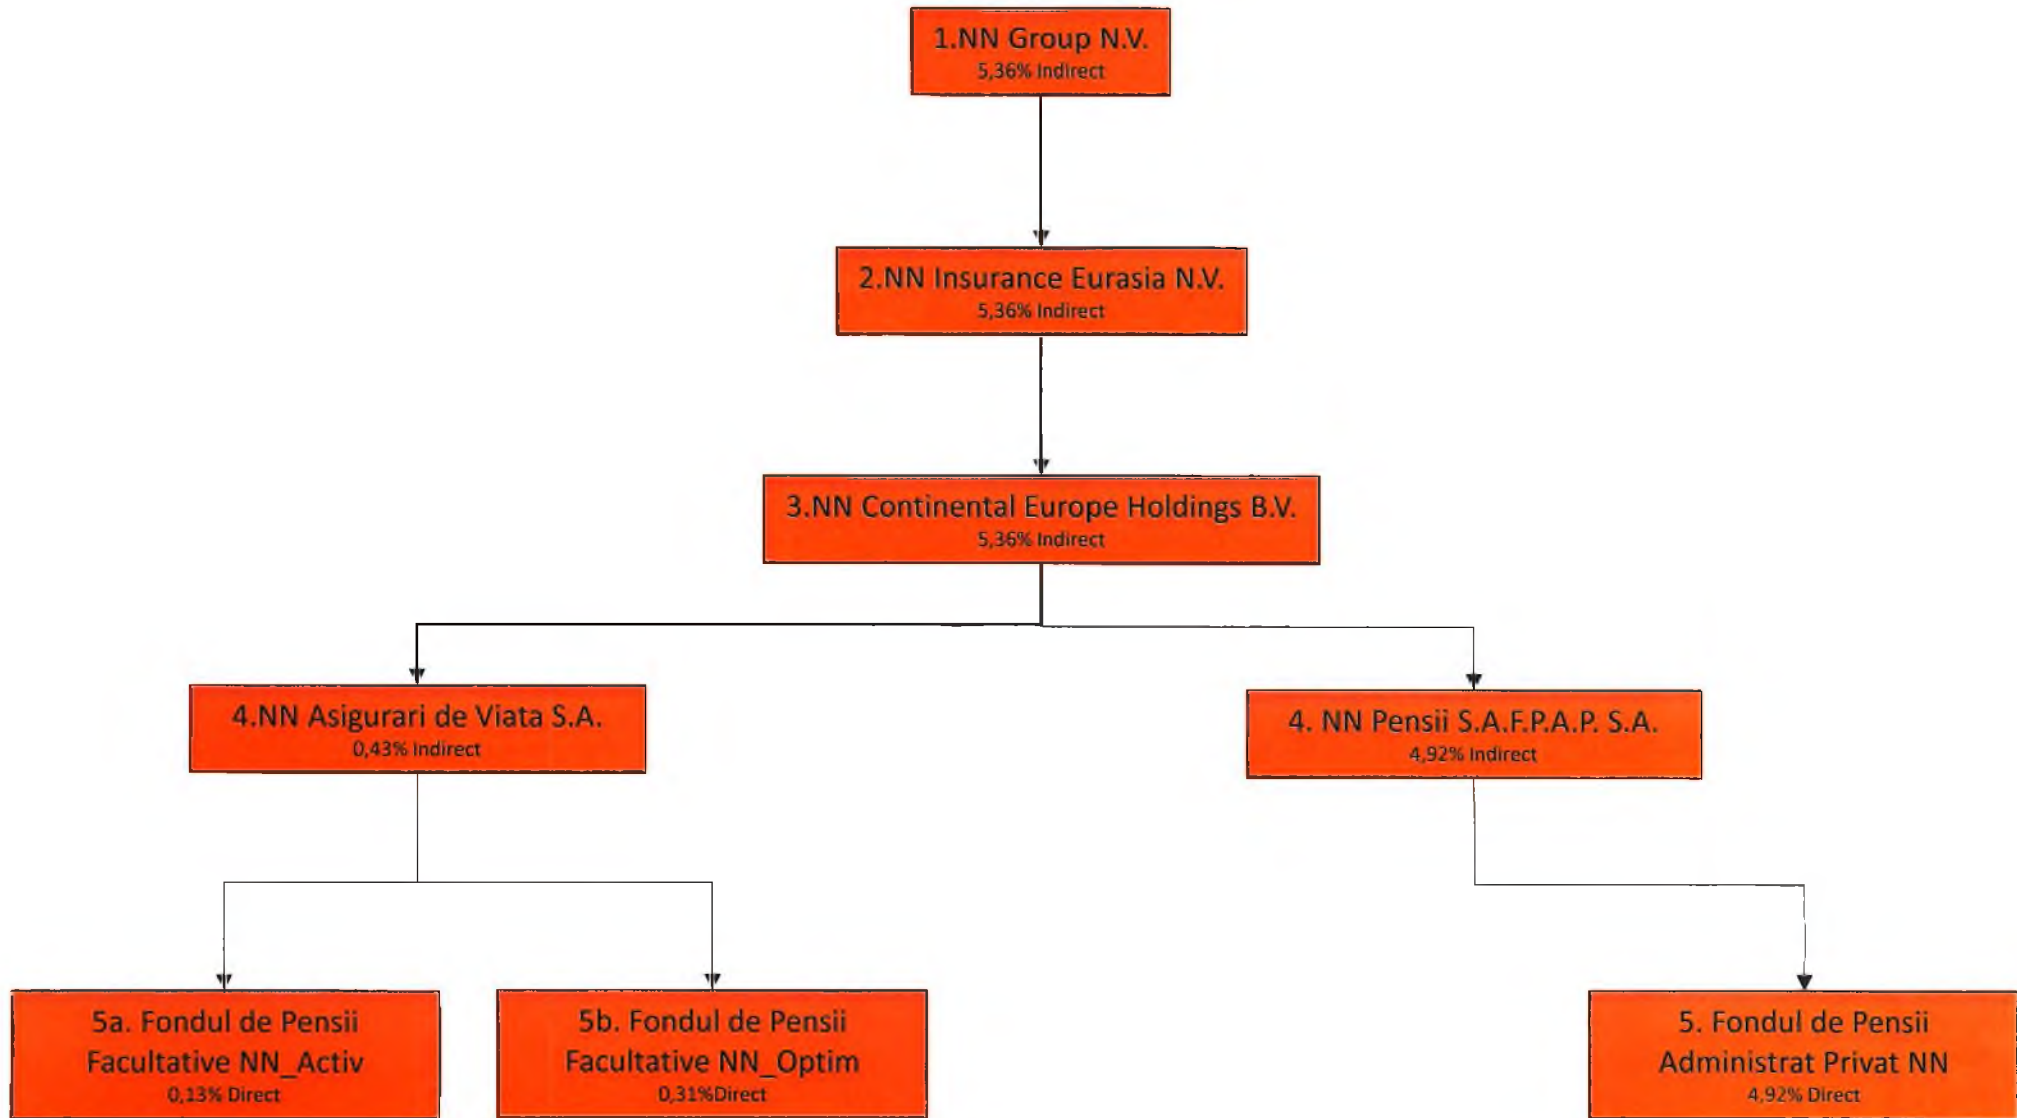 1.NN Group N.V.
5,36% Indirect
2.NN Insurance Eurasia N.V.
5,36% Indirect
3.NN Continental Europe Holdings B.V.
5,36% Indirect
4.NN Asigurari de Viata S.A.
0,43% Indirect
4. NN Pensii S.A.F.P.A.P. S.A.
4,92% Indirect
5a. Fondul de Pensii
Facultative NN_Activ
0,13% Direct
5b. Fondul de Pensii
Facultative NN_Optim
0,31%Direct
5. Fondul de Pensii
Administrat Privat NN
4,92% Direct